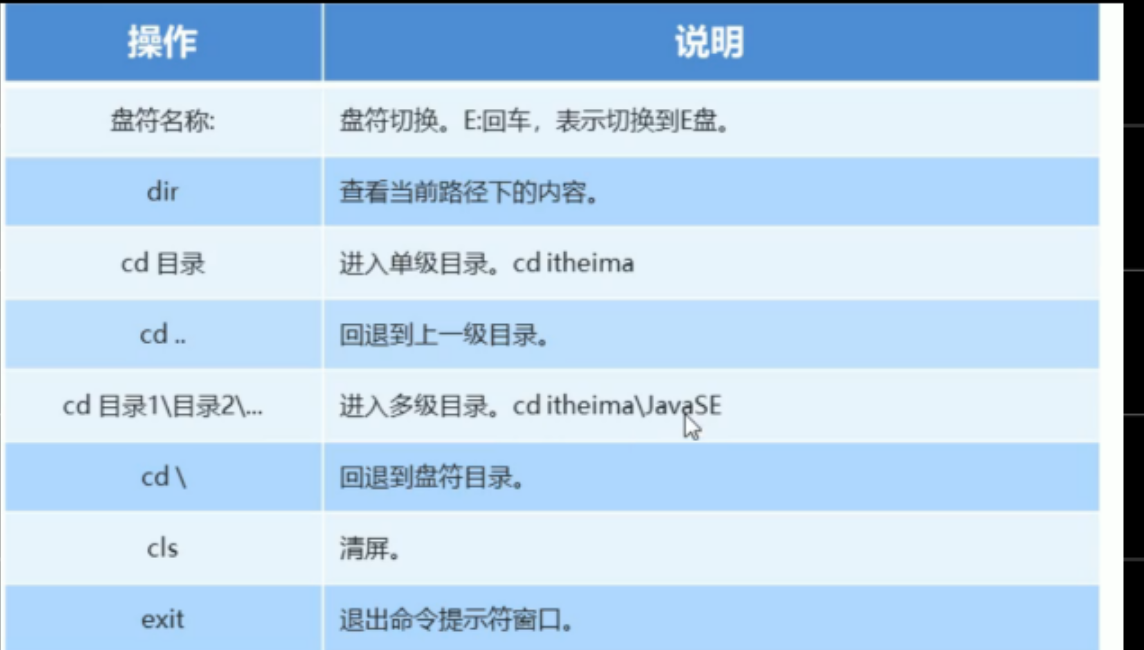 操作 说明
盘符名称: 盘符切换。E:回车，表示切换到E盘。
dir 查看当前路径下的内容。
cd 目录 进入单级目录。cd itheima
cd .. 回退到上一级目录。
cd 目录1\目录2\... 进入多级目录。cd itheima\JavaSE
cd \ 回退到盘符目录。
cls 清屏。
exit 退出命令提示符窗口。